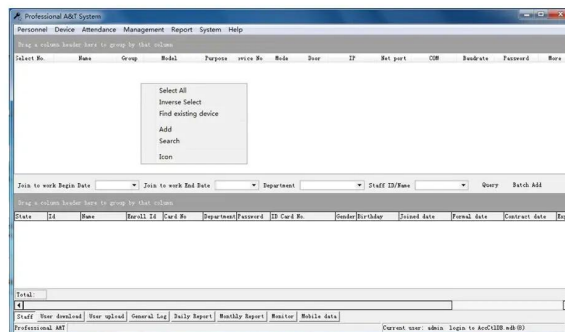 Professional A&T System
Personnel Device Attendance Management Report System Help
Drag a column header here to group by that column
Select No. Name Group Model Purpose evice No Mode Door IP Net port COM Baudrate Password More
Select All
Inverse Select
Find existing device
Add
Search
Icon
Join to work Begin Date Join to work End Date Department Staff ID/Name Query Batch Add
Drag a column header here to group by that column
State Id Name Enroll Id Card No Department Password ID Card No. Gender Birthday Joined date Formal date Contract date
Total:
Staff User download User upload General Log Daily Report Monthly Report Monitor Mobile data
Professional A&T Current user: admin login to AccCtlDB.mdb(8)